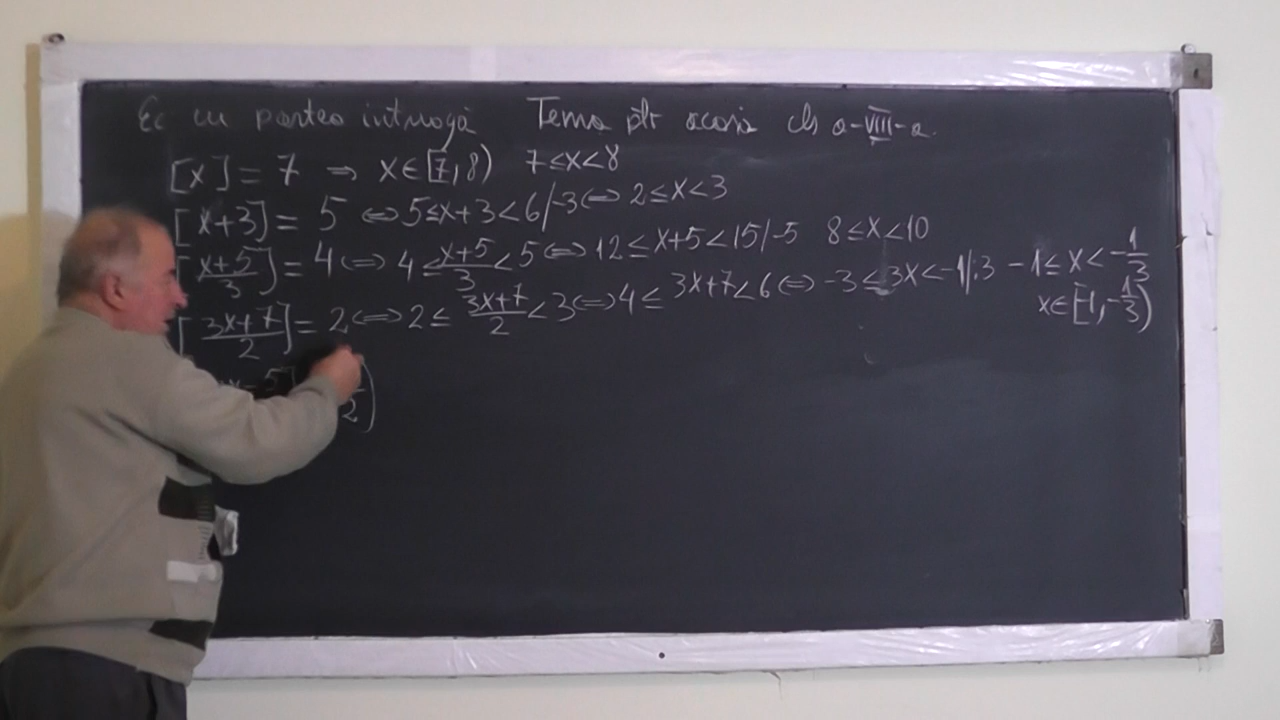 Ec cu partea întreagă Tema ptr acasă cls a-VIII-a.
[x] = 7 ⇒ x∈[7,8) 7≤x<8
[x+3] = 5 ⇔ 5≤x+3<6/-3 ⇔ 2≤x<3
[(x+5)/3] = 4 ⇔ 4≤(x+5)/3<5 ⇔ 12≤x+5<15/-5 8≤x<10
[(3x+7)/2] = 2 ⇔ 2≤(3x+7)/2<3 ⇔ 4≤3x+7<6 ⇔ -3≤3x<-1/:3 -1≤x<-1/3
x∈[-1,-1/3)
x-5] 2)